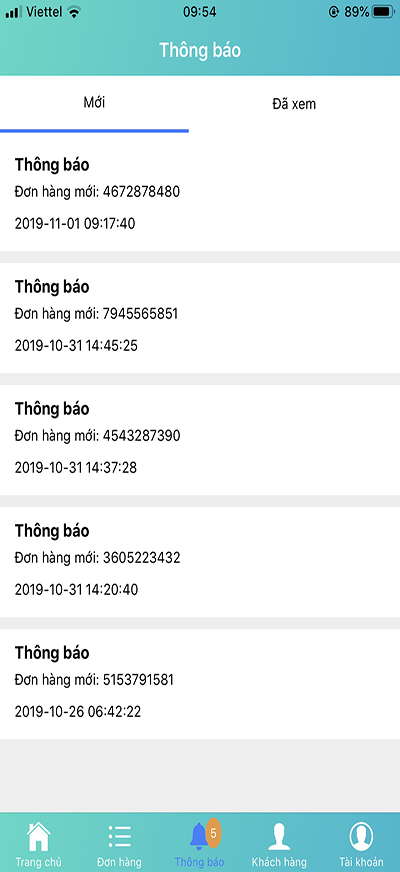 Viettel 09:54 89%
Thông báo
Mới Đã xem
Thông báo
Đơn hàng mới: 4672878480
2019-11-01 09:17:40
Thông báo
Đơn hàng mới: 7945565851
2019-10-31 14:45:25
Thông báo
Đơn hàng mới: 4543287390
2019-10-31 14:37:28
Thông báo
Đơn hàng mới: 3605223432
2019-10-31 14:20:40
Thông báo
Đơn hàng mới: 5153791581
2019-10-26 06:42:22
5
Trang chủ Đơn hàng Thông báo Khách hàng Tài khoản